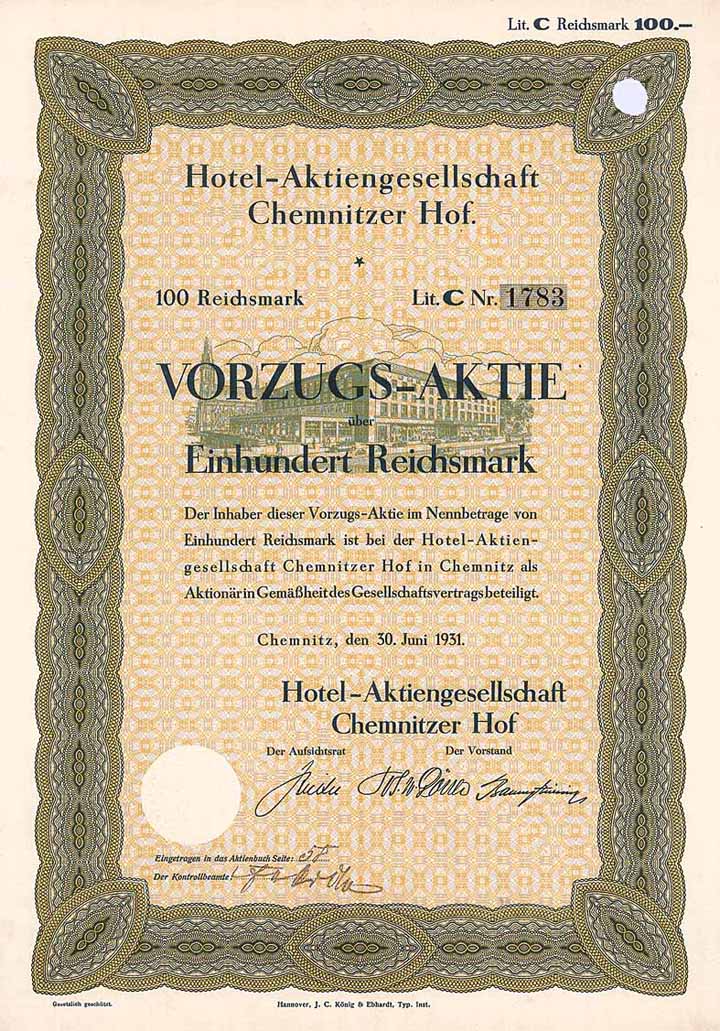 Lit. C Reichsmark 100.—
Hotel-Aktiengesellschaft
Chemnitzer Hof.
100 Reichsmark Lit. C Nr. 1783
VORZUGS-AKTIE
über
Einhundert Reichsmark
Der Inhaber dieser Vorzugs-Aktie im Nennbetrage von
Einhundert Reichsmark ist bei der Hotel-Aktien-
gesellschaft Chemnitzer Hof in Chemnitz als
Aktionär in Gemäßheit des Gesellschaftsvertrags beteiligt.
Chemnitz, den 30. Juni 1931.
Hotel-Aktiengesellschaft
Chemnitzer Hof
Der Aufsichtsrat Der Vorstand
Eingetragen in das Aktienbuch Seite:
Der Kontrollbeamte:
Gesetzlich geschützt.
Hannover, J. C. König & Ebhardt, Typ. Inst.